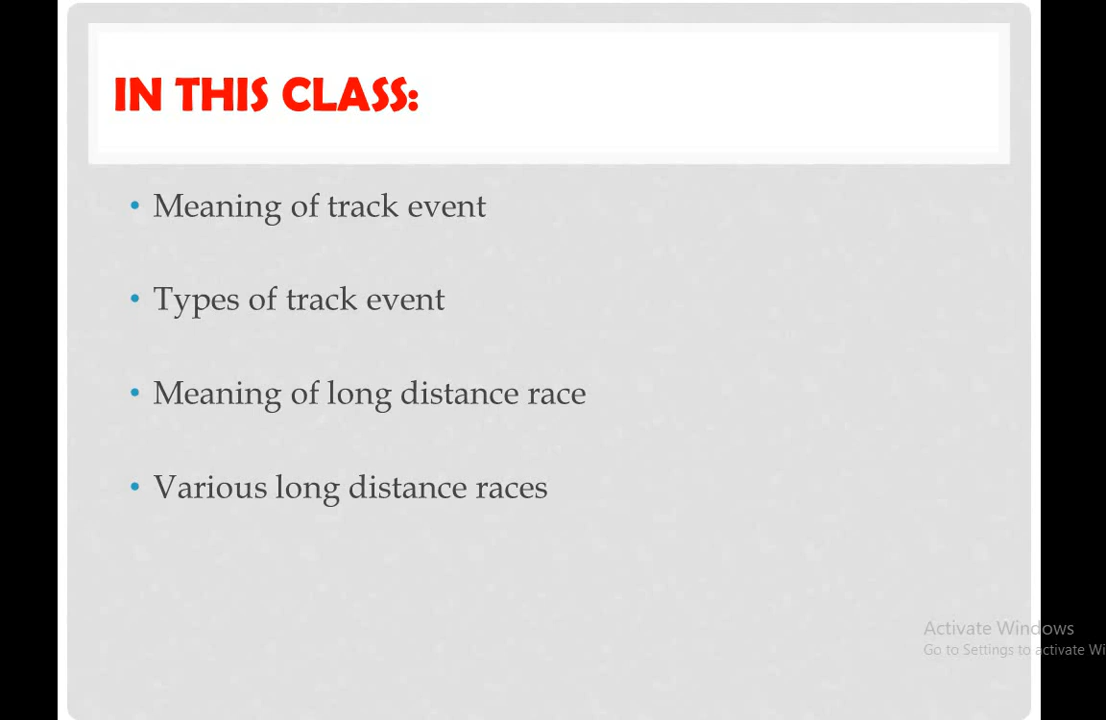 IN THIS CLASS:
• Meaning of track event
• Types of track event
• Meaning of long distance race
• Various long distance races
Activate Windows
Go to Settings to activate Wi